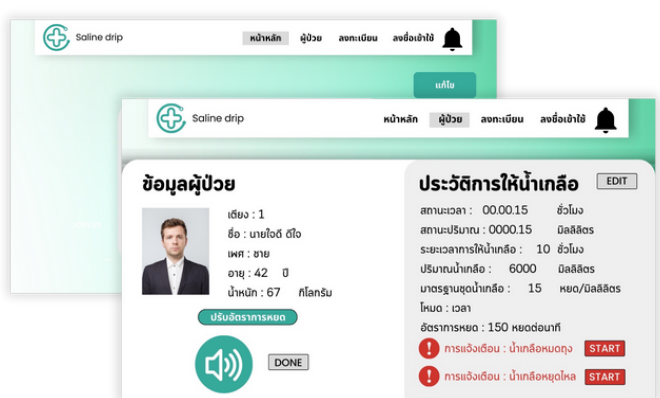 Saline drip
หน้าหลัก ผู้ป่วย ลงทะเบียน ลงชื่อเข้าใช้
แก้ไข
Saline drip
หน้าหลัก ผู้ป่วย ลงทะเบียน ลงชื่อเข้าใช้
ข้อมูลผู้ป่วย
เตียง : 1
ชื่อ : นายใจดี ดีใจ
เพศ : ชาย
อายุ : 42 ปี
น้ำหนัก : 67 กิโลกรัม
ปรับอัตราการหยด
DONE
ประวัติการให้น้ำเกลือ EDIT
สถานะเวลา : 00.00.15 ชั่วโมง
สถานะปริมาณ : 0000.15 มิลลิลิตร
ระยะเวลาการให้น้ำเกลือ : 10 ชั่วโมง
ปริมาณน้ำเกลือ : 6000 มิลลิลิตร
มาตรฐานชุดน้ำเกลือ : 15 หยด/มิลลิลิตร
โหมด : เวลา
อัตราการหยด : 150 หยดต่อนาที
การแจ้งเตือน : น้ำเกลือหมดถุง START
การแจ้งเตือน : น้ำเกลือหยุดไหล START